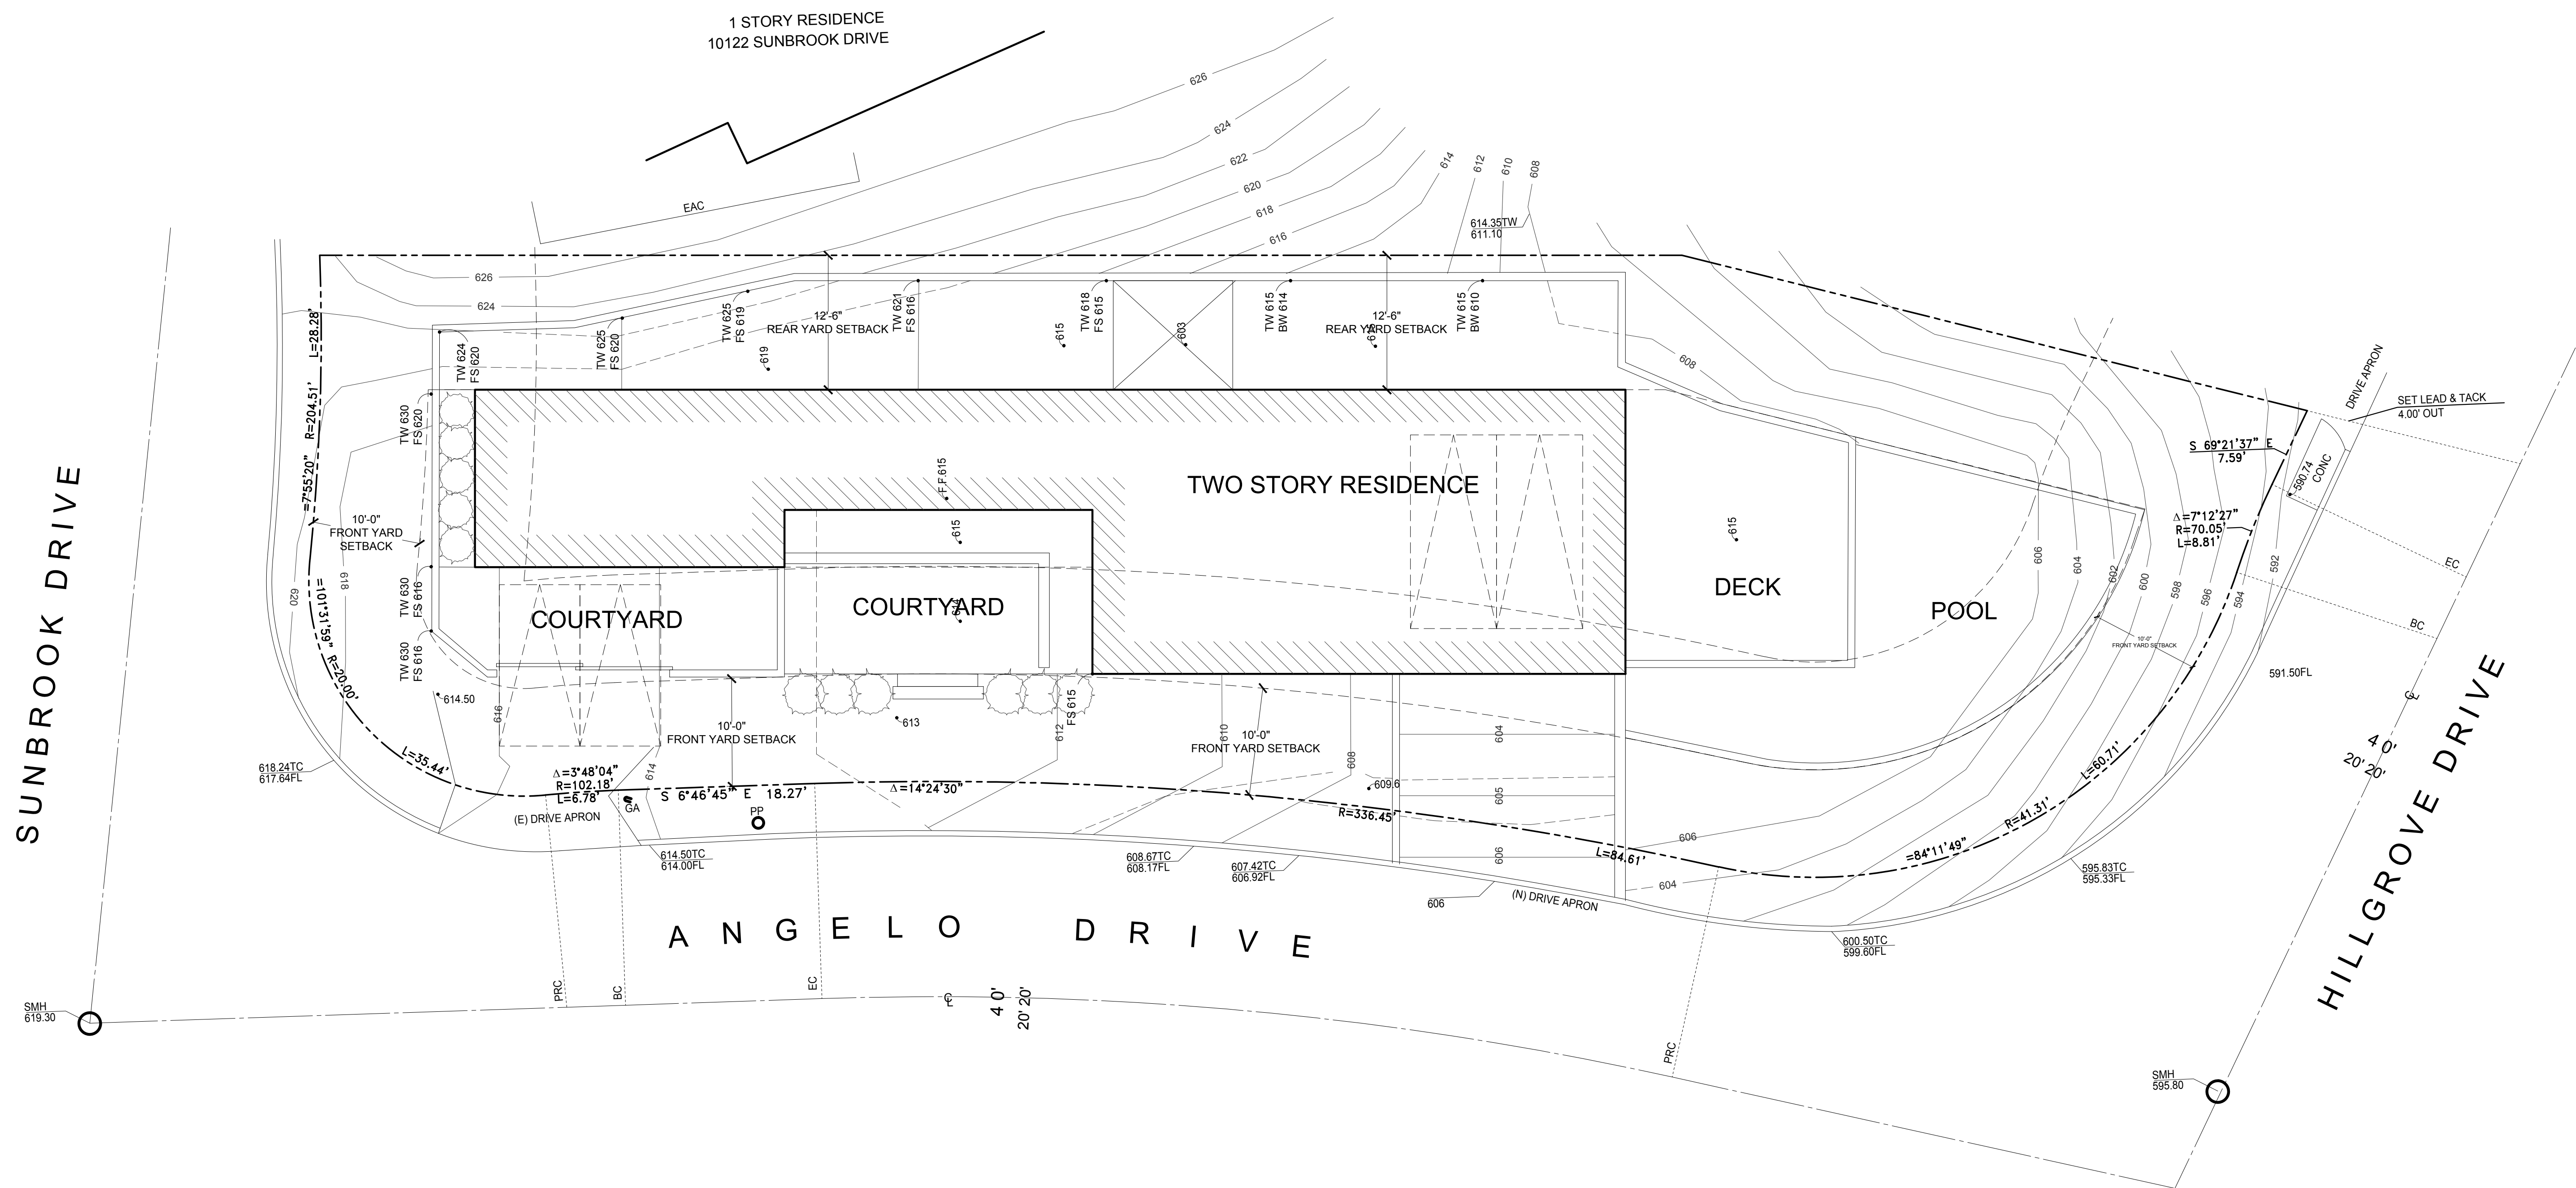 1 STORY RESIDENCE
10122 SUNBROOK DRIVE
626
624
622
620
618
616
614
612
610
608
EAC
614.35TW
611.10
626
624
L=28.28'
R=204.51'
=7°55'20"
10'-0"
FRONT YARD
SETBACK
TW 624
FS 620
TW 625
FS 620
TW 625
FS 619
619
12'-6"
REAR YARD SETBACK
TW 621
FS 616
TW 618
FS 615
615
603
TW 615
BW 614
12'-6"
REAR YARD SETBACK
TW 615
BW 610
608
DRIVE APRON
SET LEAD & TACK
4.00' OUT
S 69°21'37" E
7.59'
590.74
CONC
Δ=7°12'27"
R=70.05'
L=8.81'
EC
BC
TW 630
FS 620
TW 630
FS 616
TW 630
FS 616
620
618
=101°31'59"
R=20.00'
L=35.44'
F.F.615
615
TWO STORY RESIDENCE
615
DECK
POOL
COURTYARD
COURTYARD
614
606
604
602
600
598
596
594
592
10'-0"
FRONT YARD SETBACK
591.50FL
614.50
616
614
10'-0"
FRONT YARD SETBACK
613
FS 615
612
610
10'-0"
FRONT YARD SETBACK
608
609.6
604
605
606
606
604
618.24TC
617.64FL
Δ=3°48'04"
R=102.18'
L=6.78'
(E) DRIVE APRON
GA
S 6°46'45" E 18.27'
PP
Δ=14°24'30"
R=336.45'
L=84.61'
=84°11'49"
R=41.31'
L=60.71'
614.50TC
614.00FL
608.67TC
608.17FL
607.42TC
606.92FL
606
(N) DRIVE APRON
600.50TC
599.60FL
595.83TC
595.33FL
SUNBROOK DRIVE
ANGELO DRIVE
HILLGROVE DRIVE
CL
40'
20' 20'
PRC
BC
EC
CL
40'
20' 20'
PRC
SMH
619.30
SMH
595.80